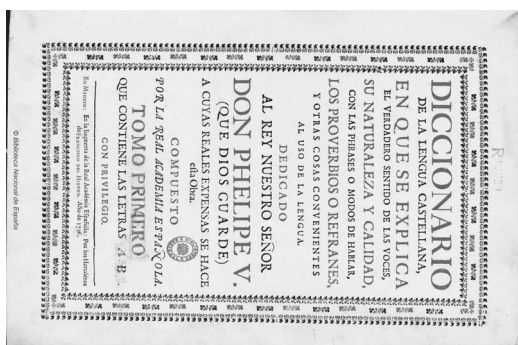 DICCIONARIO
DE LA LENGUA CASTELLANA,
EN QUE SE EXPLICA
EL VERDADERO SENTIDO DE LAS VOCES,
SU NATURALEZA Y CALIDAD,
CON LAS PHRASES O MODOS DE HABLAR,
LOS PROVERBIOS O REFRANES,
Y OTRAS COSAS CONVENIENTES
AL USO DE LA LENGUA.
DEDICADO
AL REY NUESTRO SEÑOR
DON PHELIPE V.
(QUE DIOS GUARDE)
A CUYAS REALES EXPENSAS SE HACE
esta Obra.
COMPUESTO
POR LA REAL ACADEMIA ESPAÑOLA.
TOMO PRIMERO
QUE CONTIENE LAS LETRAS A.B.
CON PRIVILEGIO.
En MADRID: En la Imprenta de la Real Academia Española: Por los Herederos
de FRANCISCO DEL HIERRO. Año de 1726.
© Biblioteca Nacional de España